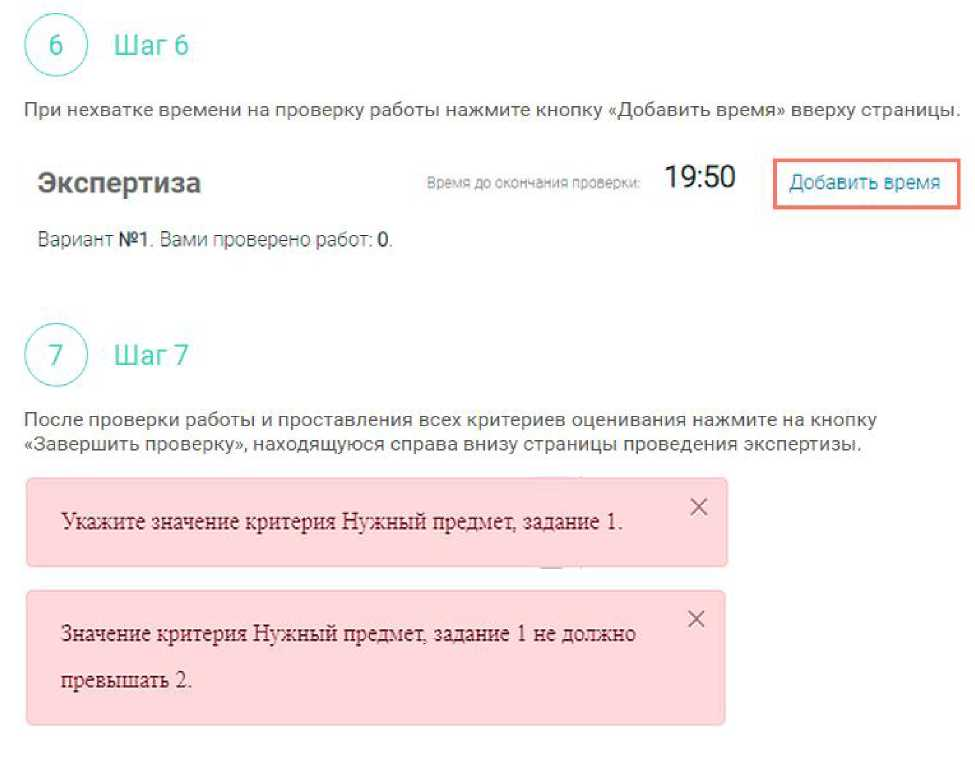 6 Шаг 6
При нехватке времени на проверку работы нажмите кнопку «Добавить время» вверху страницы.
Экспертиза Время до окончания проверки: 19:50 Добавить время
Вариант №1. Вами проверено работ: 0.
7 Шаг 7
После проверки работы и проставления всех критериев оценивания нажмите на кнопку
«Завершить проверку», находящуюся справа внизу страницы проведения экспертизы.
Укажите значение критерия Нужный предмет, задание 1.
Значение критерия Нужный предмет, задание 1 не должно
превышать 2.